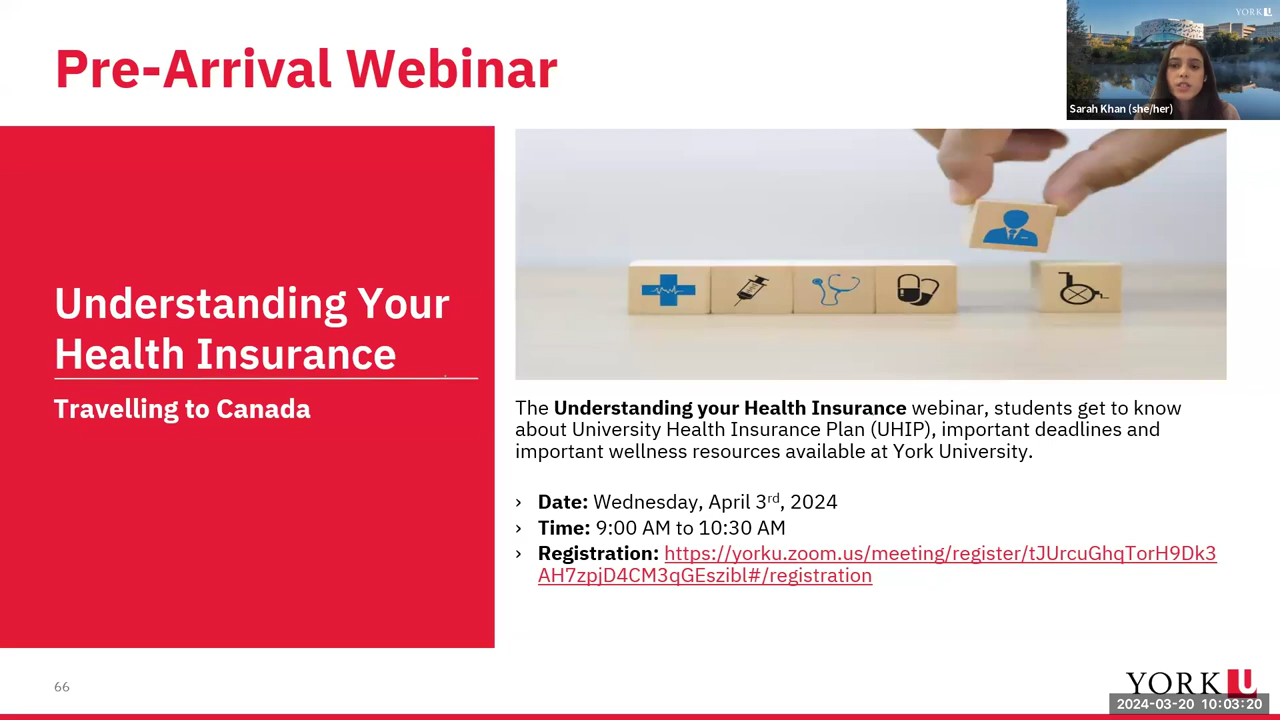 Pre-Arrival Webinar
YORK U
Sarah Khan (she/her)
Understanding Your
Health Insurance
Travelling to Canada
The Understanding your Health Insurance webinar, students get to know
about University Health Insurance Plan (UHIP), important deadlines and
important wellness resources available at York University.
› Date: Wednesday, April 3rd, 2024
› Time: 9:00 AM to 10:30 AM
› Registration: https://yorku.zoom.us/meeting/register/tJUrcuGhqTorH9Dk3
AH7zpjD4CM3qGEszibl#/registration
66
YORK U
2024-03-20 10:03:20